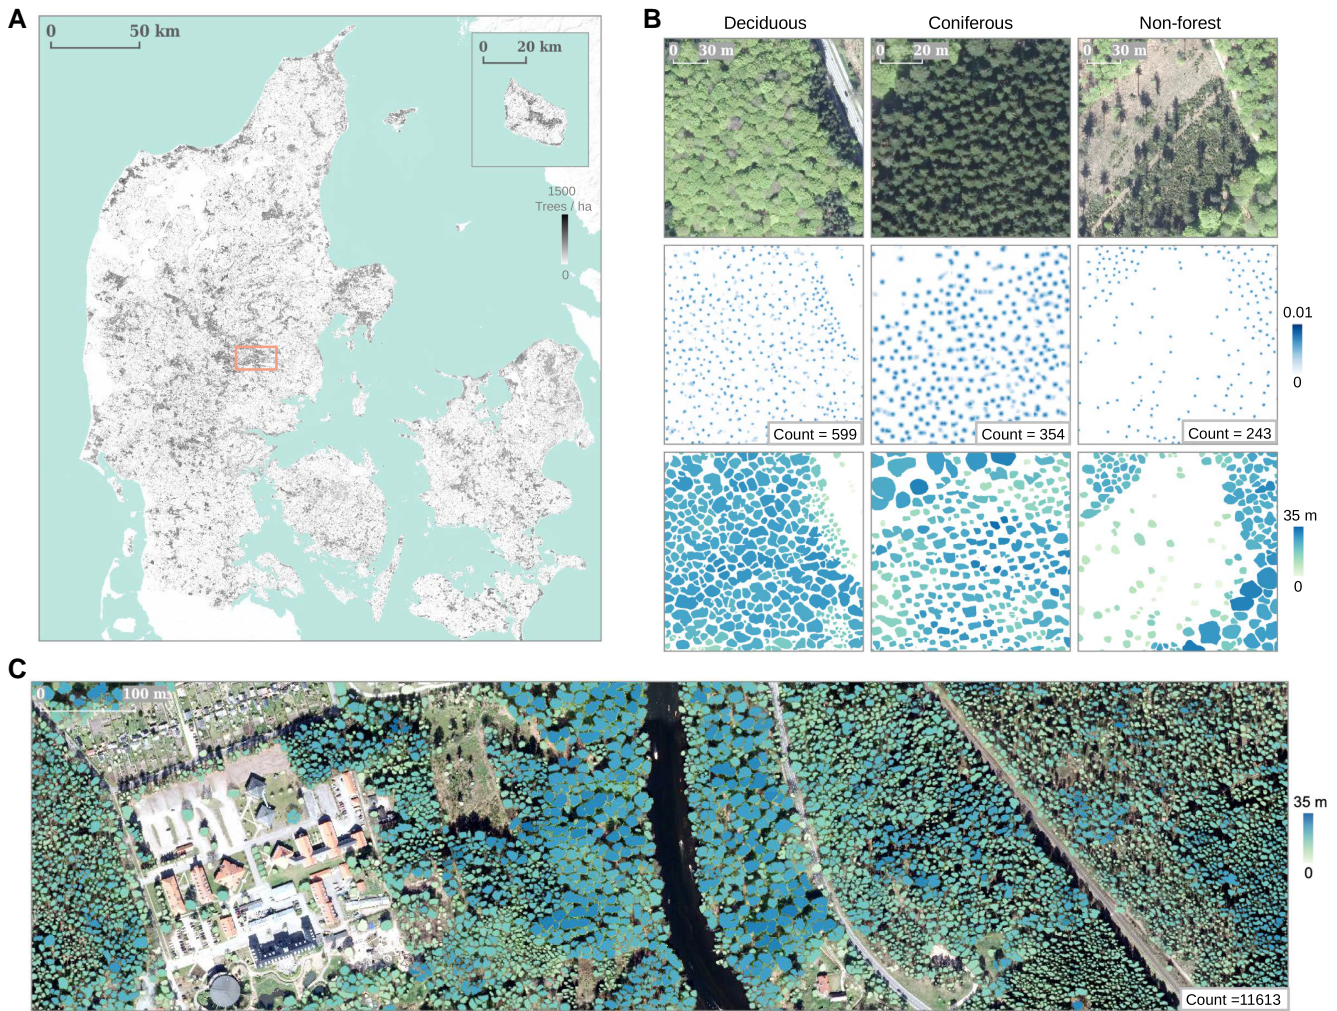 A
0 50 km
0 20 km
1500
Trees / ha
0
B
Deciduous Coniferous Non-forest
0 30 m 0 20 m 0 30 m
0.01
0
Count = 599 Count = 354 Count = 243
35 m
0
C
0 100 m
35 m
0
Count =11613